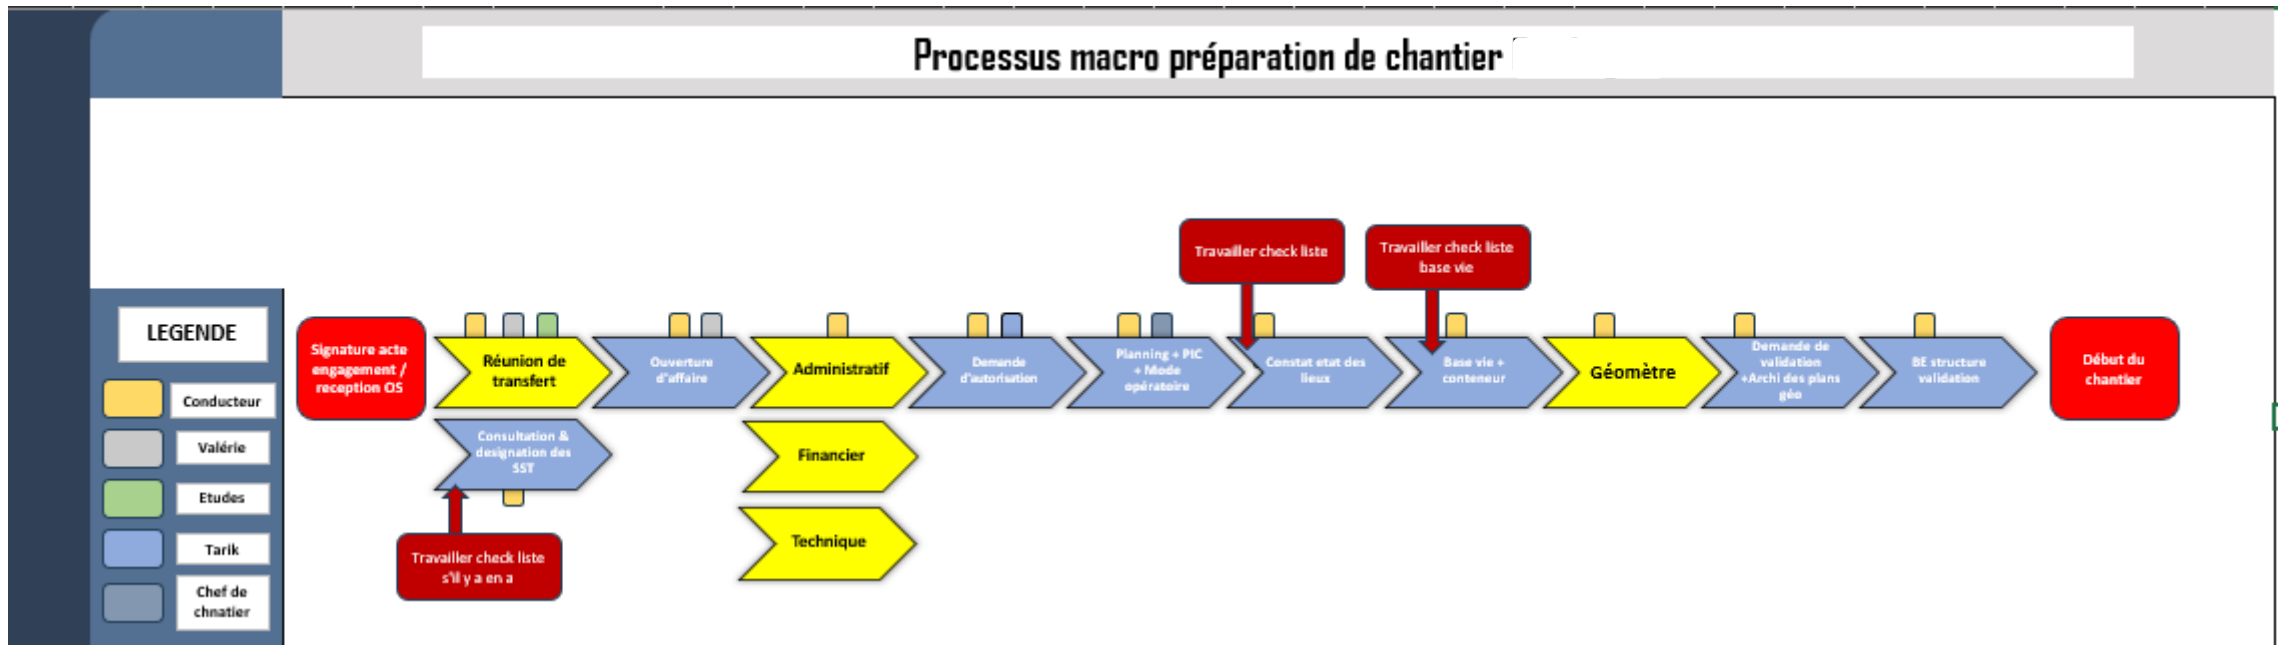 Processus macro préparation de chantier
Travailler check liste
Travailler check liste
base vie
LEGENDE
Conducteur
Valérie
Etudes
Tarik
Chef de
chnatier
Signature acte
engagement /
reception OS
Réunion de
transfert
Ouverture
d'affaire
Administratif
Demande
d'autorisation
Planning + PIC
+ Mode
opératoire
Constat etat des
lieux
Base vie +
conteneur
Géomètre
Demande de
validation
+Archi des plans
géo
BE structure
validation
Début du
chantier
Consultation &
designation des
SST
Financier
Technique
Travailler check liste
s'il y a en a